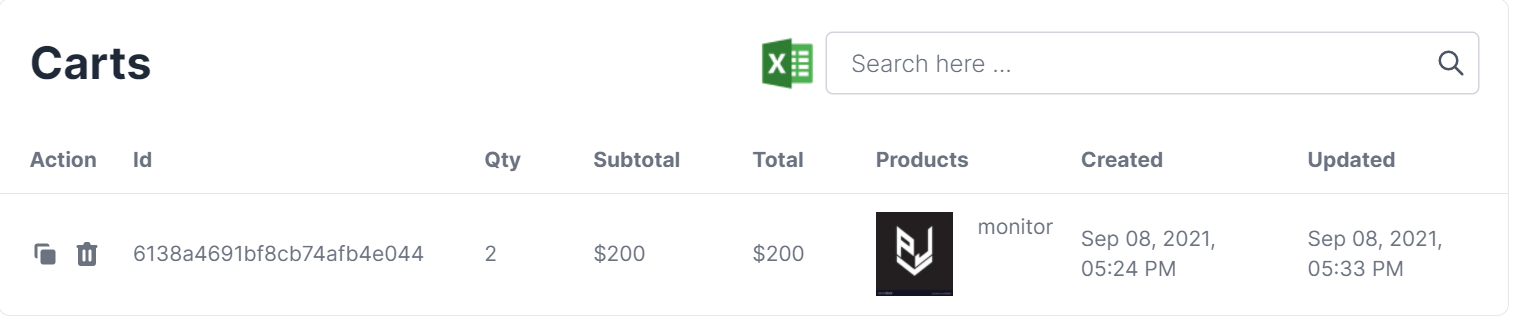 Carts
Search here ...
Action Id Qty Subtotal Total Products Created Updated
6138a4691bf8cb74afb4e044 2 $200 $200 monitor Sep 08, 2021, 05:24 PM Sep 08, 2021, 05:33 PM